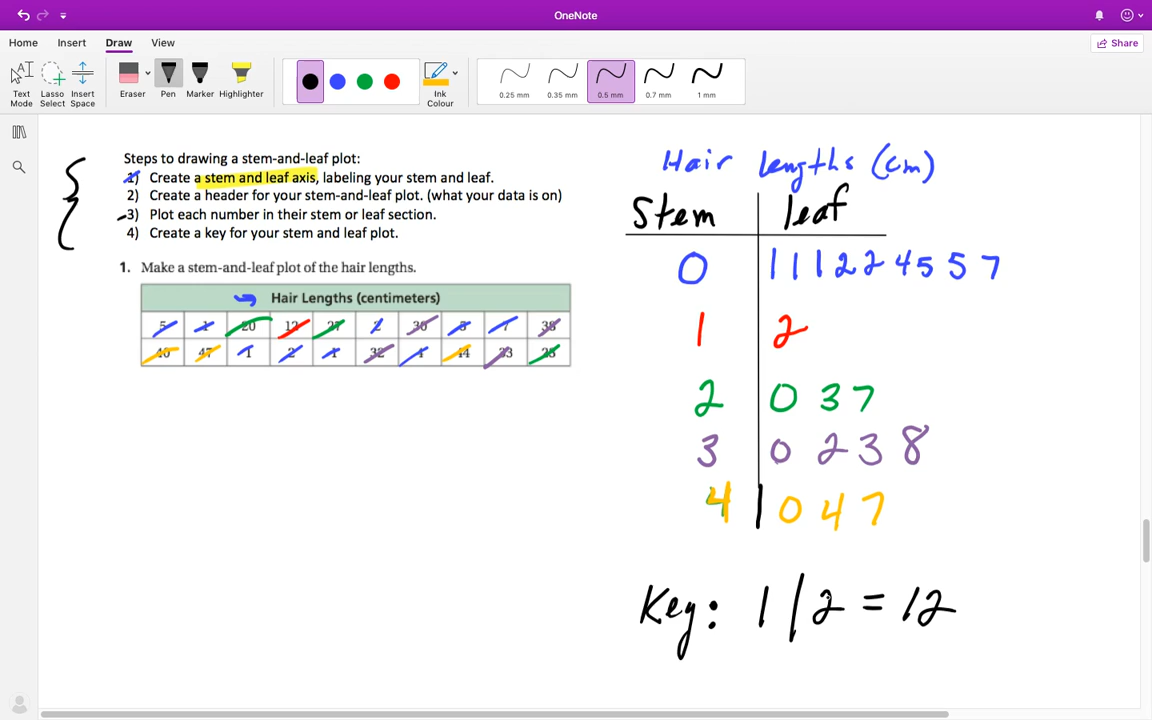 OneNote
Home Insert Draw View
Share
Text Mode
Lasso Select
Insert Space
Eraser
Pen
Marker
Highlighter
Ink Colour
0.25 mm
0.35 mm
0.5 mm
0.7 mm
1 mm
Steps to drawing a stem-and-leaf plot:
1) Create a stem and leaf axis, labeling your stem and leaf.
2) Create a header for your stem-and-leaf plot. (what your data is on)
3) Plot each number in their stem or leaf section.
4) Create a key for your stem and leaf plot.
1. Make a stem-and-leaf plot of the hair lengths.
Hair Lengths (centimeters)
5 1 20 12 27 2 30 5 7 38
40 47 1 2 1 32 4 44 33 23
Hair lengths (cm)
Stem leaf
0 1 1 1 2 2 4 5 5 7
1 2
2 0 3 7
3 0 2 3 8
4 | 0 4 7
Key: 1 | 2 = 12